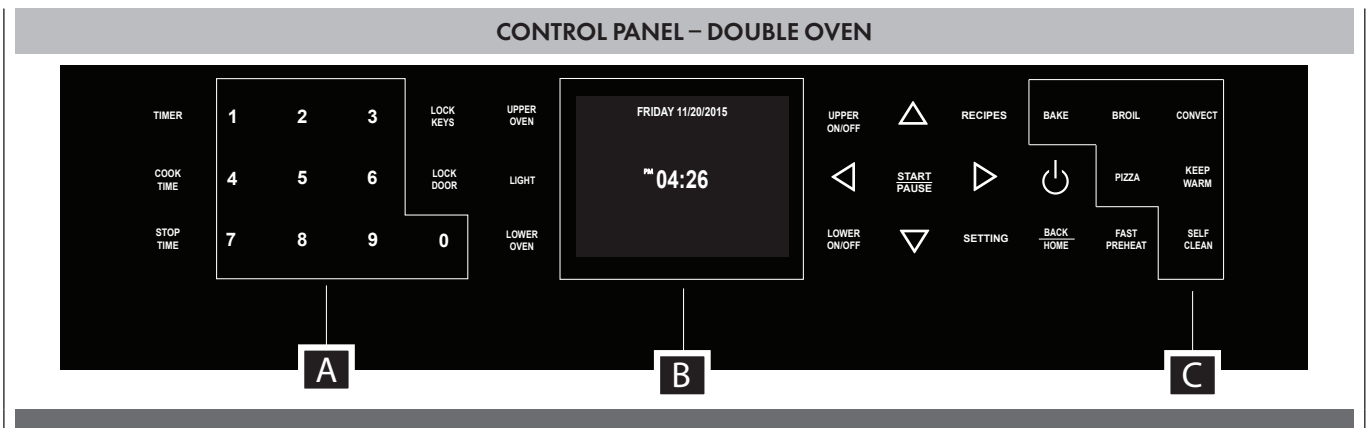 CONTROL PANEL – DOUBLE OVEN
TIMER 1 2 3 LOCK KEYS UPPER OVEN FRIDAY 11/20/2015 UPPER ON/OFF RECIPES BAKE BROIL CONVECT
COOK TIME 4 5 6 LOCK DOOR LIGHT PM 04:26 START PAUSE PIZZA KEEP WARM
STOP TIME 7 8 9 0 LOWER OVEN LOWER ON/OFF SETTING BACK HOME FAST PREHEAT SELF CLEAN
A B C